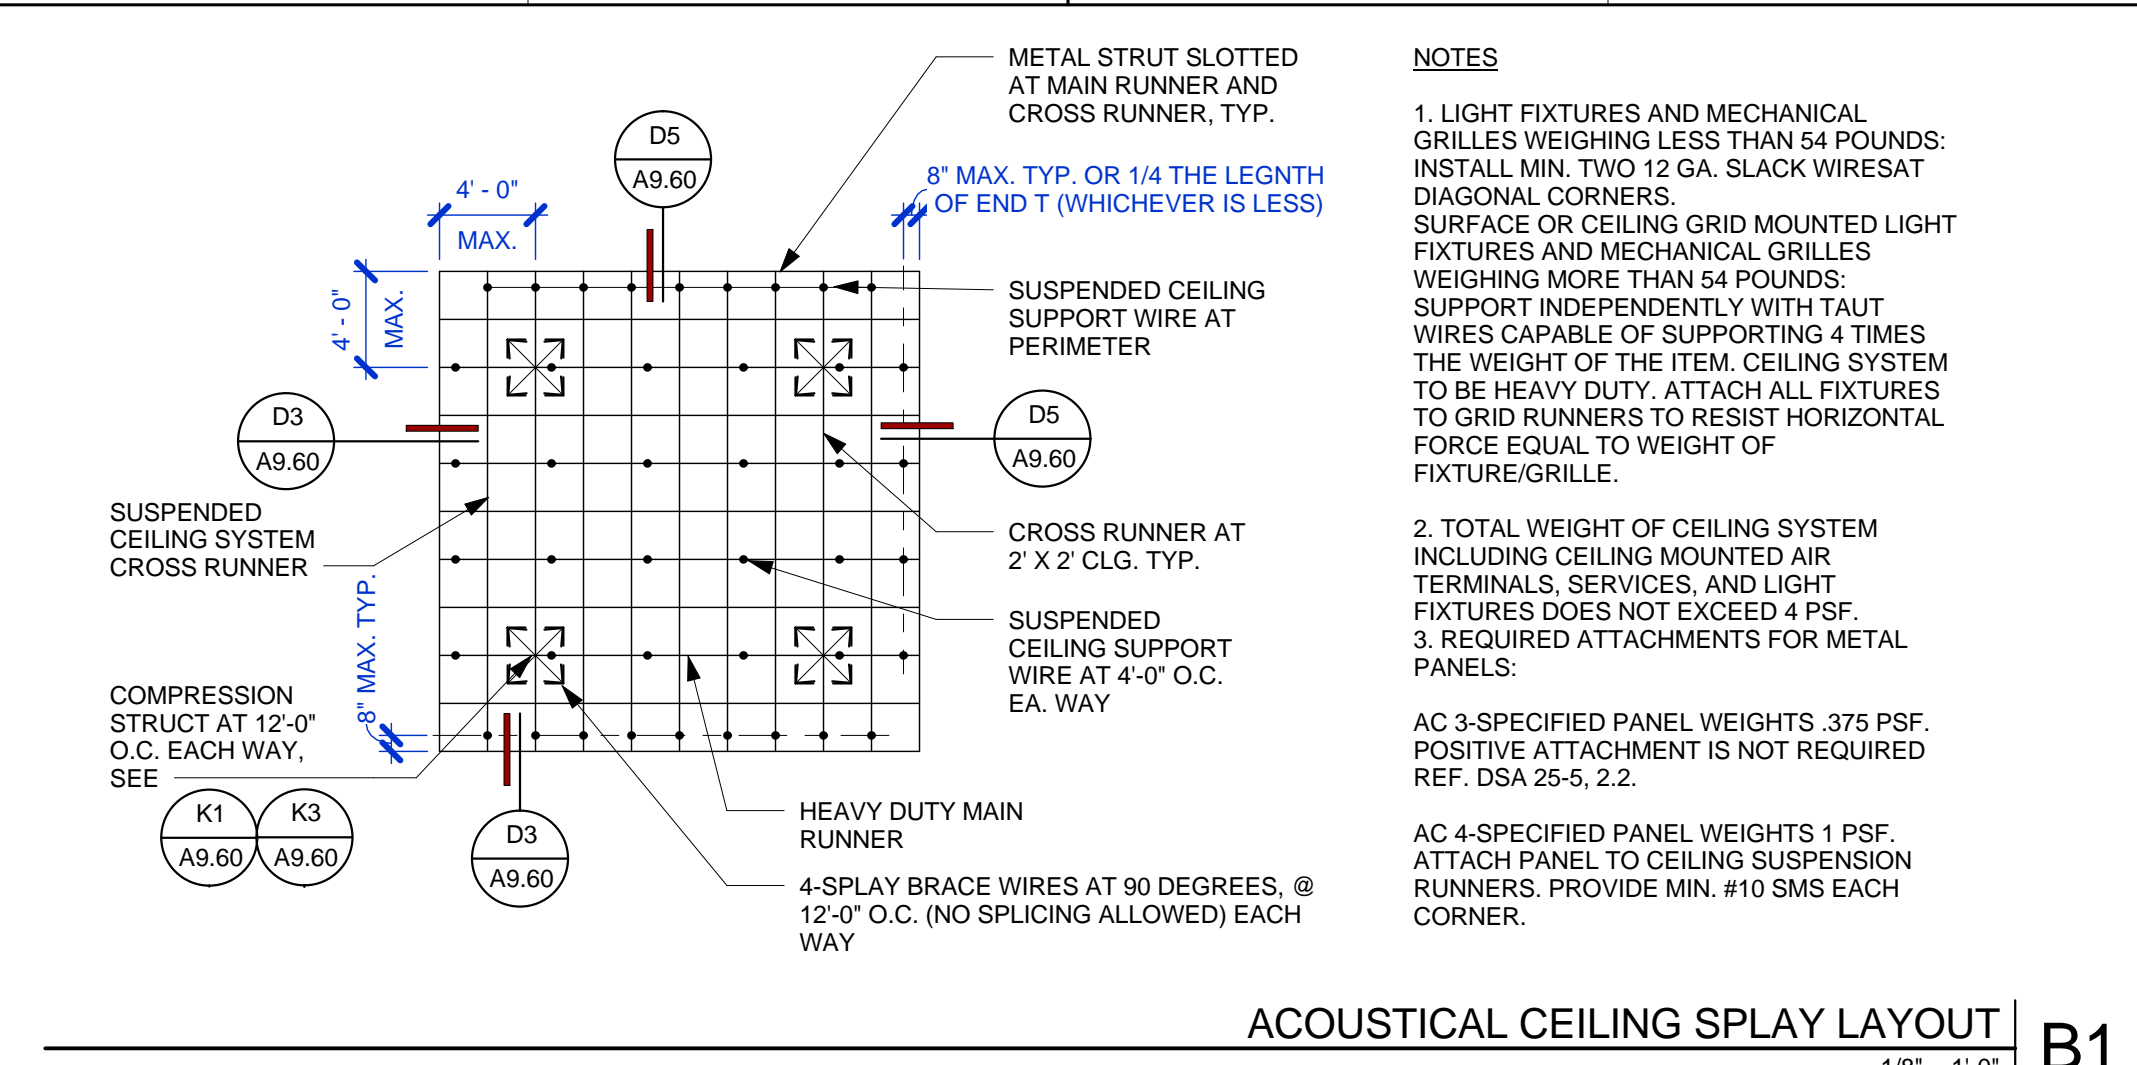 METAL STRUT SLOTTED
AT MAIN RUNNER AND
CROSS RUNNER, TYP.
D5
A9.60
4' - 0"
MAX.
8" MAX. TYP. OR 1/4 THE LEGNTH
OF END T (WHICHEVER IS LESS)
4' - 0"
MAX.
SUSPENDED CEILING
SUPPORT WIRE AT
PERIMETER
D3
A9.60
D5
A9.60
SUSPENDED
CEILING SYSTEM
CROSS RUNNER
CROSS RUNNER AT
2' X 2' CLG. TYP.
8" MAX. TYP.
SUSPENDED
CEILING SUPPORT
WIRE AT 4'-0" O.C.
EA. WAY
COMPRESSION
STRUCT AT 12'-0"
O.C. EACH WAY,
SEE
K1
A9.60
K3
A9.60
D3
A9.60
HEAVY DUTY MAIN
RUNNER
4-SPLAY BRACE WIRES AT 90 DEGREES, @
12'-0" O.C. (NO SPLICING ALLOWED) EACH
WAY
NOTES
1. LIGHT FIXTURES AND MECHANICAL
GRILLES WEIGHING LESS THAN 54 POUNDS:
INSTALL MIN. TWO 12 GA. SLACK WIRESAT
DIAGONAL CORNERS.
SURFACE OR CEILING GRID MOUNTED LIGHT
FIXTURES AND MECHANICAL GRILLES
WEIGHING MORE THAN 54 POUNDS:
SUPPORT INDEPENDENTLY WITH TAUT
WIRES CAPABLE OF SUPPORTING 4 TIMES
THE WEIGHT OF THE ITEM. CEILING SYSTEM
TO BE HEAVY DUTY. ATTACH ALL FIXTURES
TO GRID RUNNERS TO RESIST HORIZONTAL
FORCE EQUAL TO WEIGHT OF
FIXTURE/GRILLE.
2. TOTAL WEIGHT OF CEILING SYSTEM
INCLUDING CEILING MOUNTED AIR
TERMINALS, SERVICES, AND LIGHT
FIXTURES DOES NOT EXCEED 4 PSF.
3. REQUIRED ATTACHMENTS FOR METAL
PANELS:
AC 3-SPECIFIED PANEL WEIGHTS .375 PSF.
POSITIVE ATTACHMENT IS NOT REQUIRED
REF. DSA 25-5, 2.2.
AC 4-SPECIFIED PANEL WEIGHTS 1 PSF.
ATTACH PANEL TO CEILING SUSPENSION
RUNNERS. PROVIDE MIN. #10 SMS EACH
CORNER.
ACOUSTICAL CEILING SPLAY LAYOUT
B1